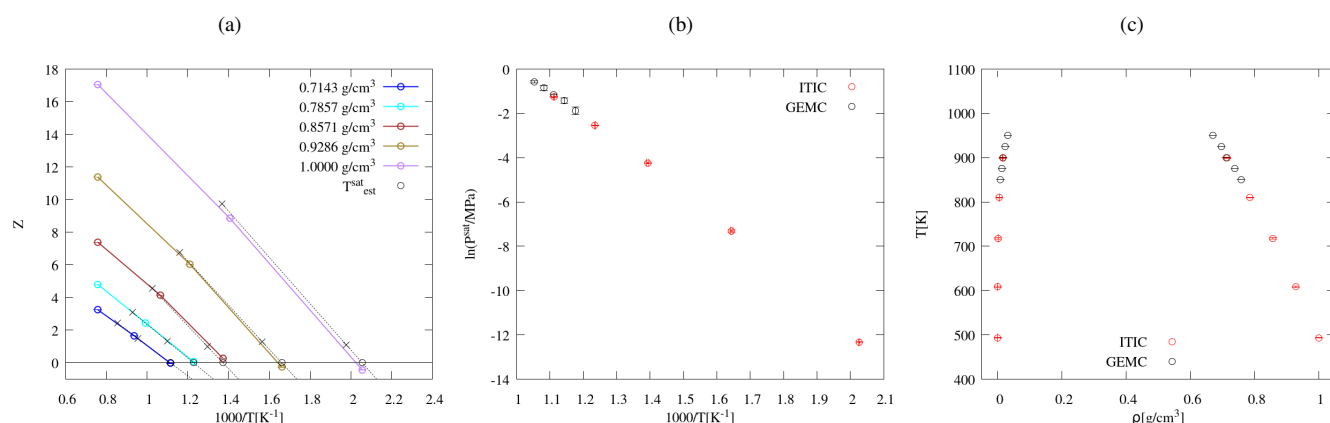 (a)
Z
18
16
14
12
10
8
6
4
2
0
0.7143 g/cm³
0.7857 g/cm³
0.8571 g/cm³
0.9286 g/cm³
1.0000 g/cm³
T^sat_est
0.6 0.8 1 1.2 1.4 1.6 1.8 2 2.2 2.4
1000/T[K⁻¹]
(b)
ln(P^sat/MPa)
0
-2
-4
-6
-8
-10
-12
-14
ITIC
GEMC
1 1.1 1.2 1.3 1.4 1.5 1.6 1.7 1.8 1.9 2 2.1
1000/T[K⁻¹]
(c)
T[K]
1100
1000
900
800
700
600
500
400
ITIC
GEMC
0 0.2 0.4 0.6 0.8 1
ρ[g/cm³]